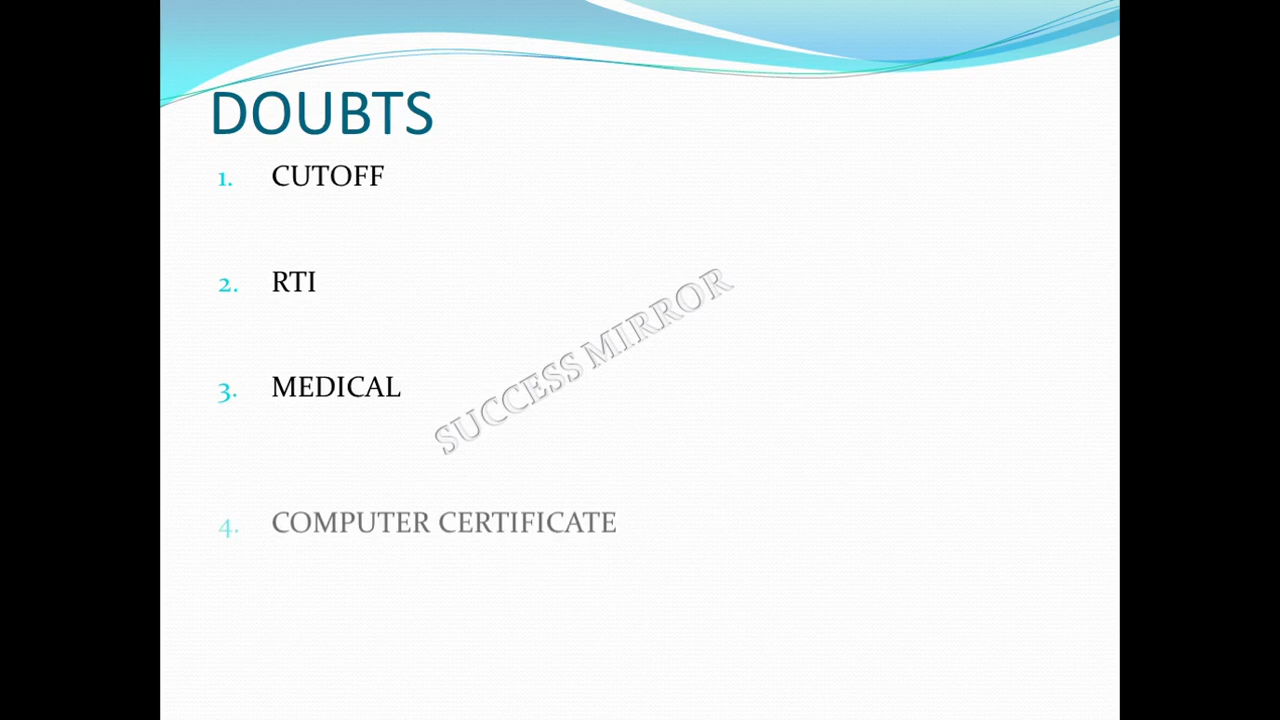 DOUBTS
1. CUTOFF
2. RTI
SUCCESS MIRROR
3. MEDICAL
4. COMPUTER CERTIFICATE